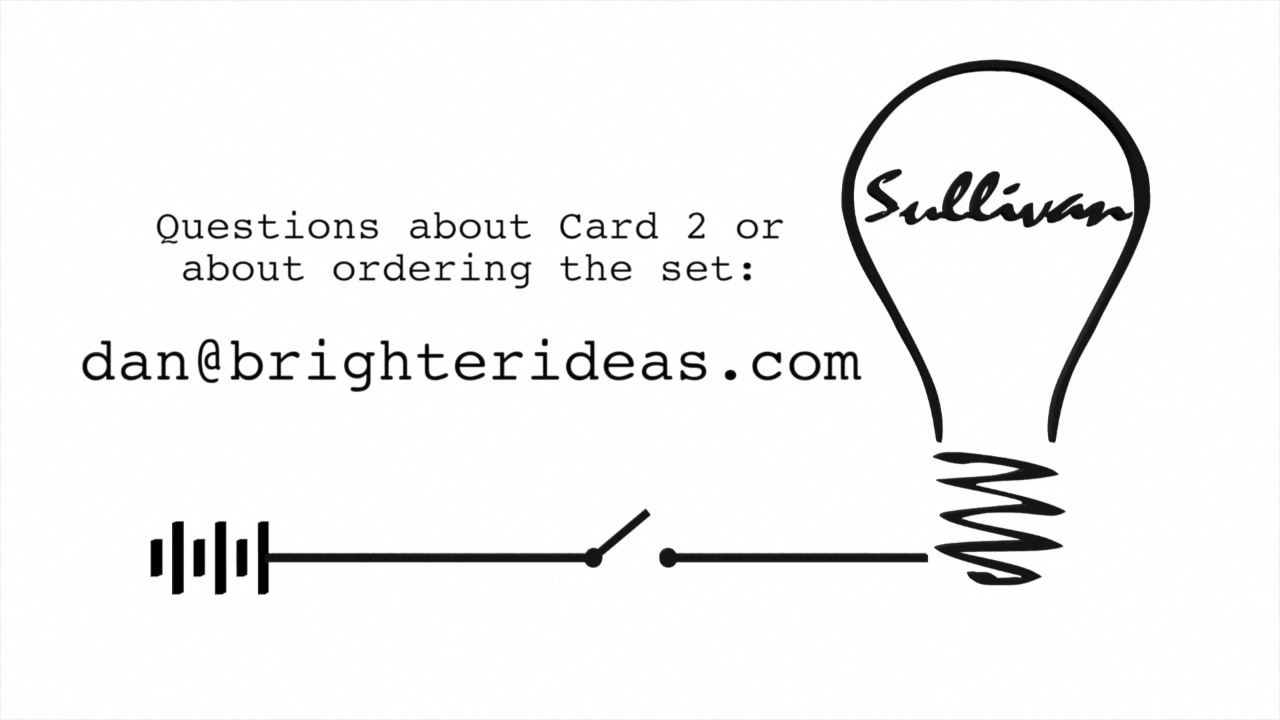 Sullivan
Questions about Card 2 or
about ordering the set:
dan@brighterideas.com